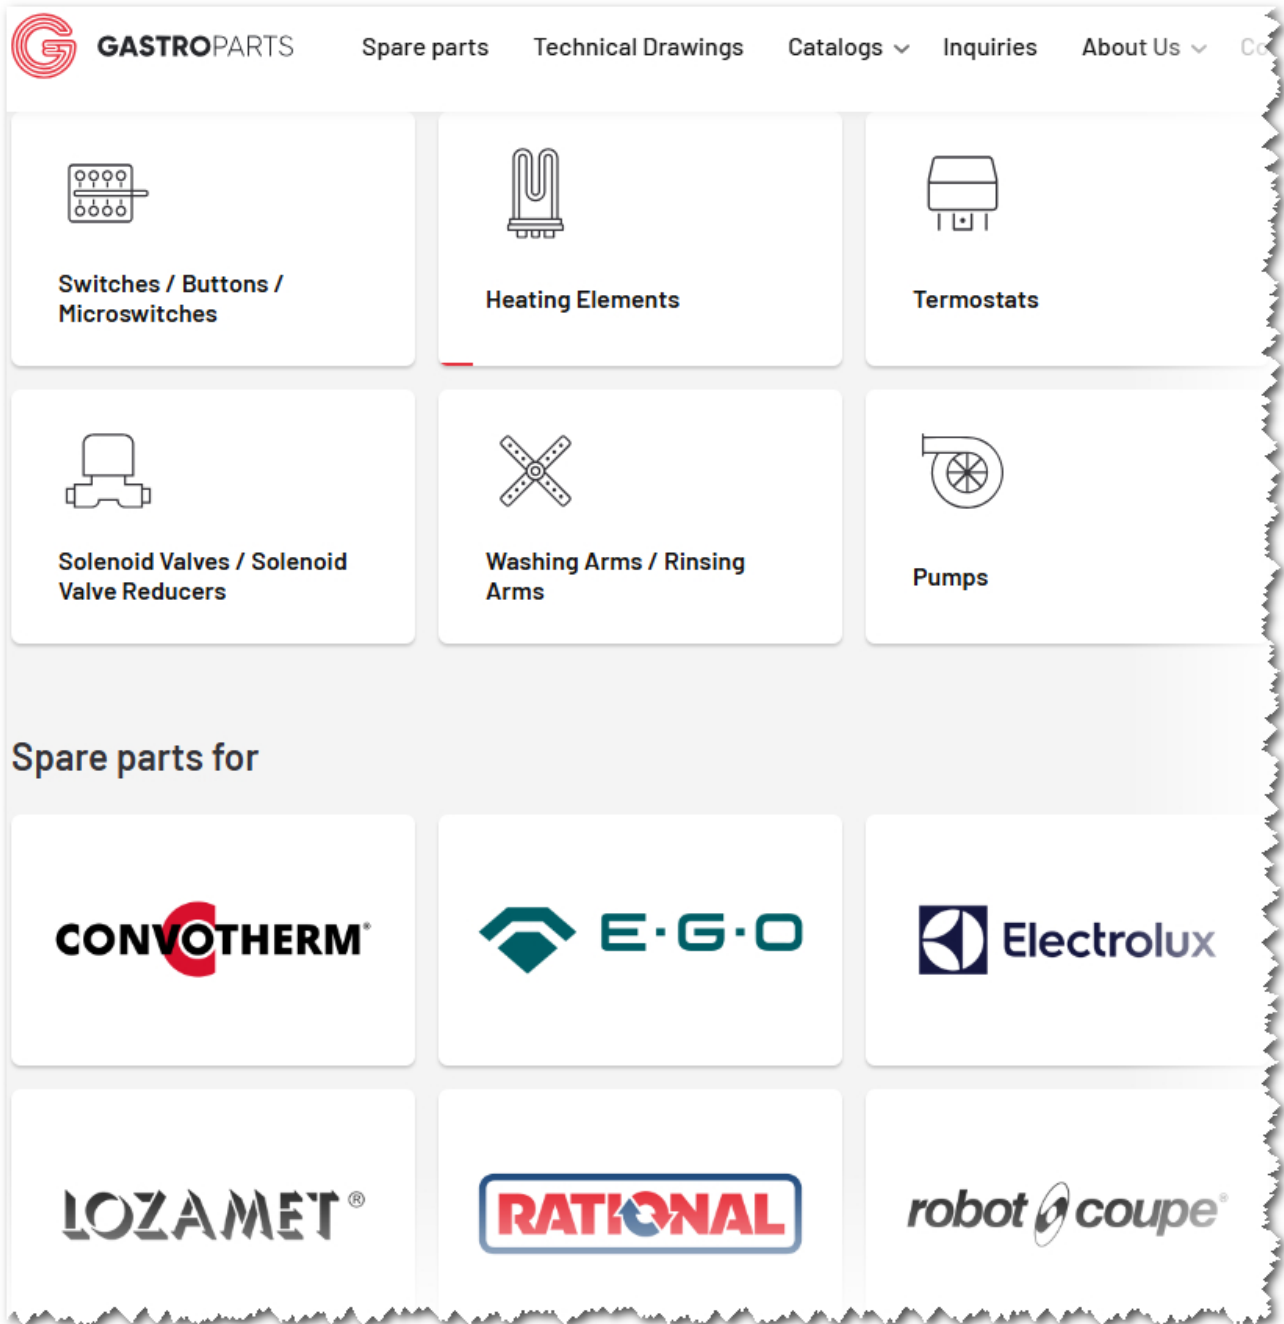 GASTROPARTS Spare parts Technical Drawings Catalogs Inquiries About Us
Switches / Buttons /
Microswitches
Heating Elements
Termostats
Solenoid Valves / Solenoid
Valve Reducers
Washing Arms / Rinsing
Arms
Pumps
Spare parts for
CONVOTHERM®
E·G·O
Electrolux
LOZAMET®
RATIONAL
robot coupe®